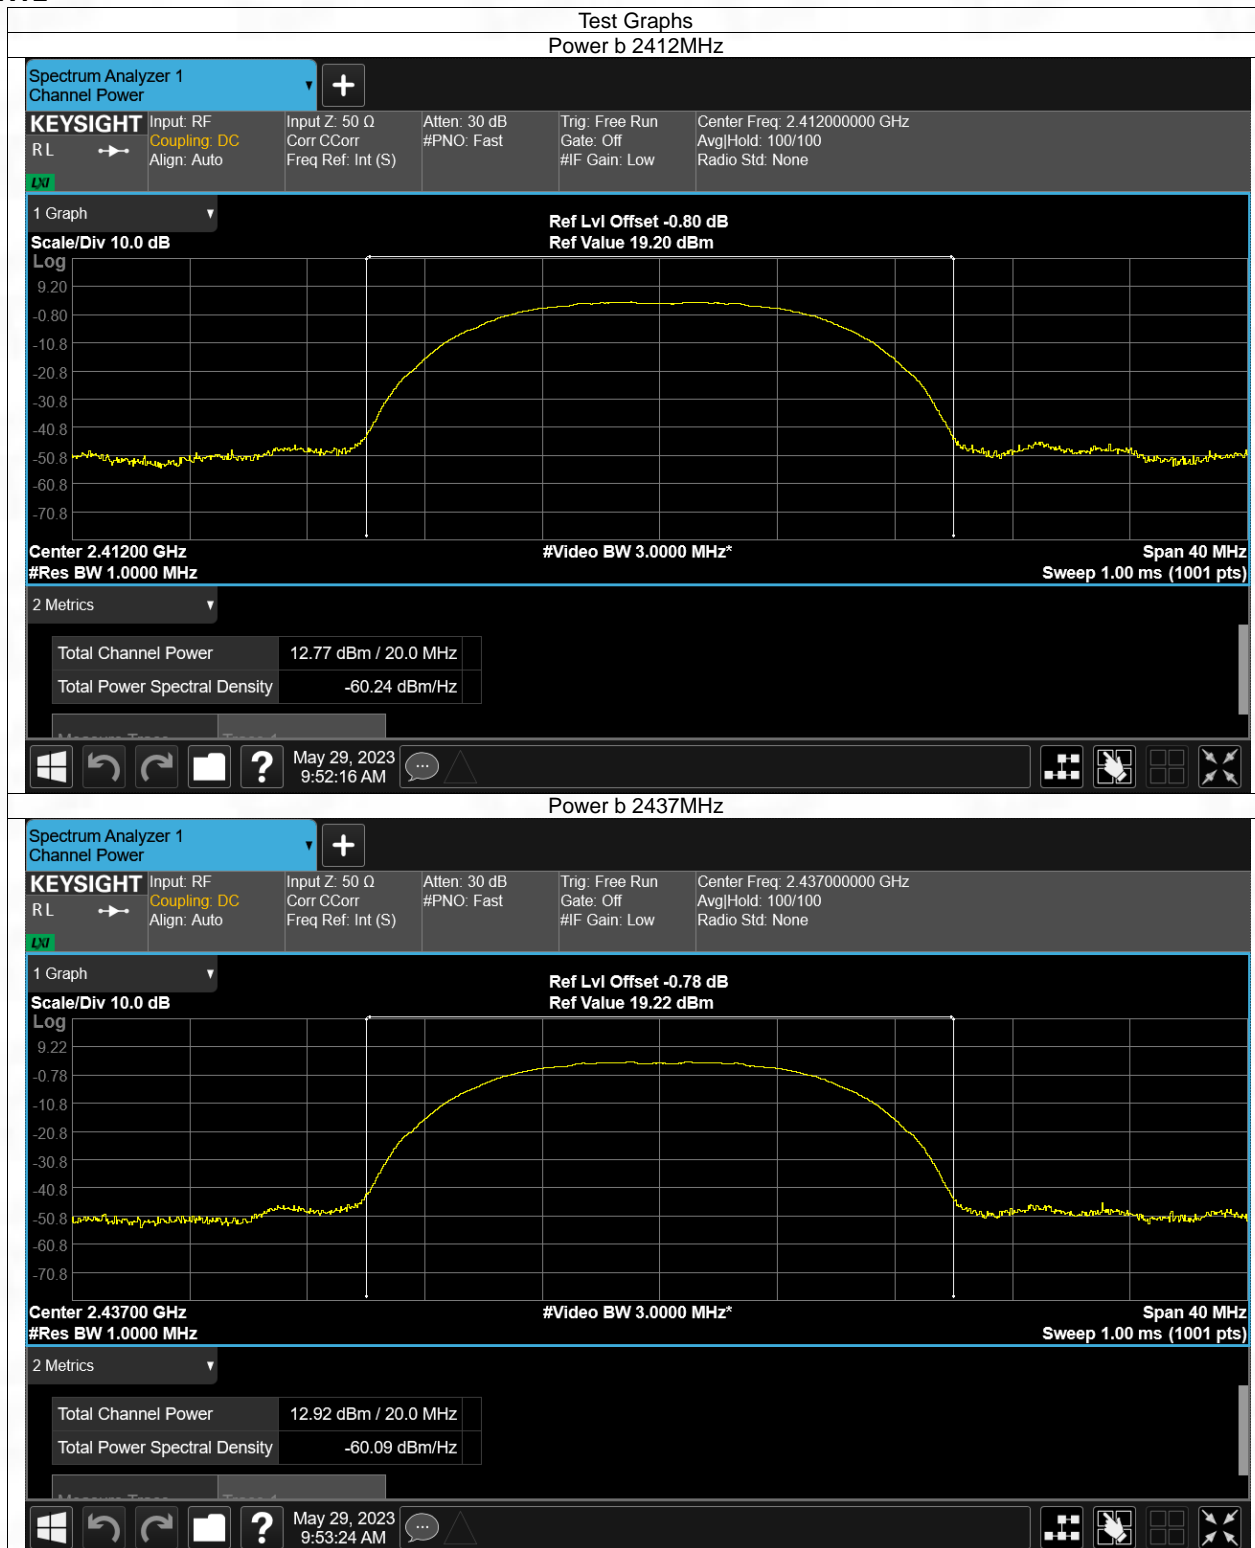 Test Graphs
Power b 2412MHz
Spectrum Analyzer 1
Channel Power
KEYSIGHT
RL
LXI
Input: RF
Coupling: DC
Align: Auto
Input Z: 50 Ω
Corr CCorr
Freq Ref: Int (S)
Atten: 30 dB
#PNO: Fast
Trig: Free Run
Gate: Off
#IF Gain: Low
Center Freq: 2.412000000 GHz
Avg|Hold: 100/100
Radio Std: None
1 Graph
Ref Lvl Offset -0.80 dB
Scale/Div 10.0 dB
Ref Value 19.20 dBm
Log
9.20
-0.80
-10.8
-20.8
-30.8
-40.8
-50.8
-60.8
-70.8
Center 2.41200 GHz
#Video BW 3.0000 MHz*
Span 40 MHz
#Res BW 1.0000 MHz
Sweep 1.00 ms (1001 pts)
2 Metrics
Total Channel Power 12.77 dBm / 20.0 MHz
Total Power Spectral Density -60.24 dBm/Hz
May 29, 2023
9:52:16 AM
Power b 2437MHz
Spectrum Analyzer 1
Channel Power
KEYSIGHT
RL
LXI
Input: RF
Coupling: DC
Align: Auto
Input Z: 50 Ω
Corr CCorr
Freq Ref: Int (S)
Atten: 30 dB
#PNO: Fast
Trig: Free Run
Gate: Off
#IF Gain: Low
Center Freq: 2.437000000 GHz
Avg|Hold: 100/100
Radio Std: None
1 Graph
Ref Lvl Offset -0.78 dB
Scale/Div 10.0 dB
Ref Value 19.22 dBm
Log
9.22
-0.78
-10.8
-20.8
-30.8
-40.8
-50.8
-60.8
-70.8
Center 2.43700 GHz
#Video BW 3.0000 MHz*
Span 40 MHz
#Res BW 1.0000 MHz
Sweep 1.00 ms (1001 pts)
2 Metrics
Total Channel Power 12.92 dBm / 20.0 MHz
Total Power Spectral Density -60.09 dBm/Hz
May 29, 2023
9:53:24 AM